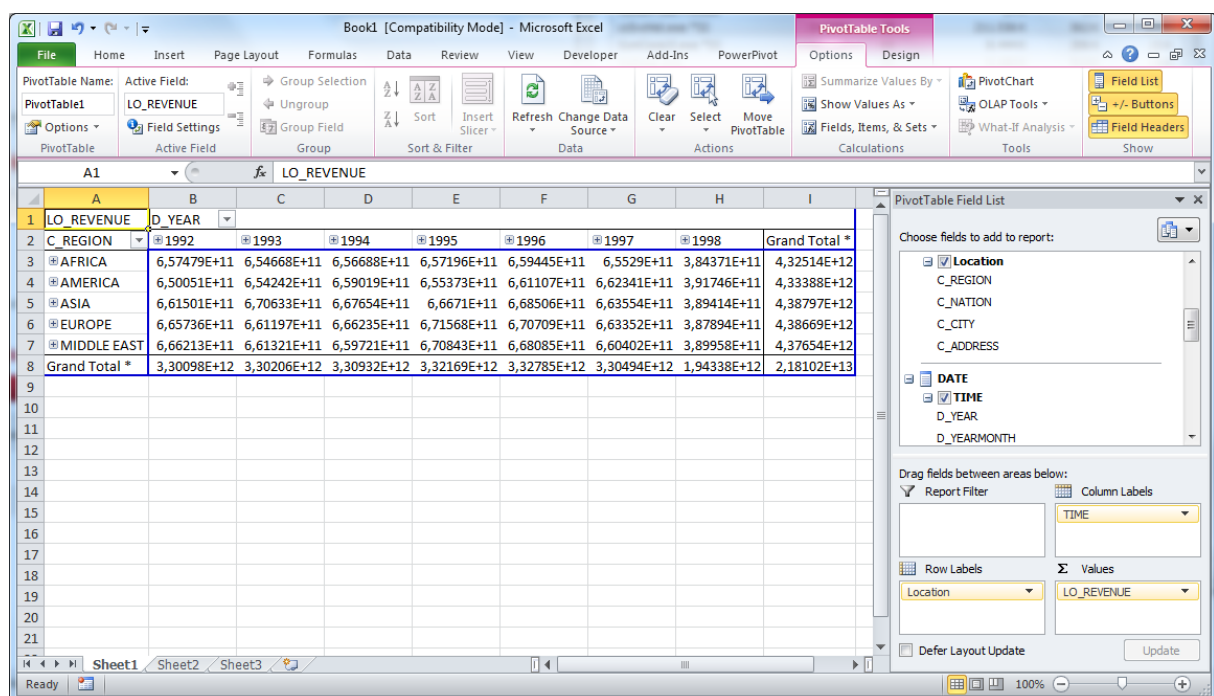 Book1 [Compatibility Mode] - Microsoft Excel PivotTable Tools
File Home Insert Page Layout Formulas Data Review View Developer Add-Ins PowerPivot Options Design
PivotTable Name: Active Field: Group Selection Summarize Values By PivotChart Field List
PivotTable1 LO_REVENUE Ungroup Sort Insert Slicer Refresh Change Data Source Clear Select Move PivotTable Show Values As OLAP Tools +/- Buttons
Options Field Settings Group Field Fields, Items, & Sets What-If Analysis Field Headers
PivotTable Active Field Group Sort & Filter Data Actions Calculations Tools Show
A1 fx LO_REVENUE
A B C D E F G H I
1 LO_REVENUE D_YEAR
2 C_REGION 1992 1993 1994 1995 1996 1997 1998 Grand Total *
3 AFRICA 6,57479E+11 6,54668E+11 6,56688E+11 6,57196E+11 6,59445E+11 6,5529E+11 3,84371E+11 4,32514E+12
4 AMERICA 6,50051E+11 6,54242E+11 6,59019E+11 6,55373E+11 6,61107E+11 6,62341E+11 3,91746E+11 4,33388E+12
5 ASIA 6,61501E+11 6,70633E+11 6,67654E+11 6,6671E+11 6,68506E+11 6,63554E+11 3,89414E+11 4,38797E+12
6 EUROPE 6,65736E+11 6,61197E+11 6,66235E+11 6,71568E+11 6,70709E+11 6,63352E+11 3,87894E+11 4,38669E+12
7 MIDDLE EAST 6,66213E+11 6,61321E+11 6,59721E+11 6,70843E+11 6,68085E+11 6,60402E+11 3,89958E+11 4,37654E+12
8 Grand Total * 3,30098E+12 3,30206E+12 3,30932E+12 3,32169E+12 3,32785E+12 3,30494E+12 1,94338E+12 2,18102E+13
9
10
11
12
13
14
15
16
17
18
19
20
21
PivotTable Field List
Choose fields to add to report:
Location
C_REGION
C_NATION
C_CITY
C_ADDRESS
DATE
TIME
D_YEAR
D_YEARMONTH
Drag fields between areas below:
Report Filter Column Labels
TIME
Row Labels Σ Values
Location LO_REVENUE
Defer Layout Update Update
Sheet1 Sheet2 Sheet3
Ready 100%